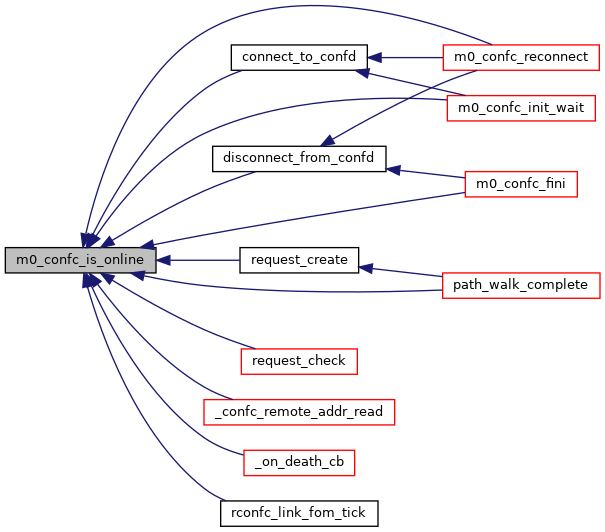 connect_to_confd
m0_confc_reconnect
m0_confc_init_wait
disconnect_from_confd
m0_confc_fini
m0_confc_is_online
request_create
path_walk_complete
request_check
_confc_remote_addr_read
_on_death_cb
rconfc_link_fom_tick